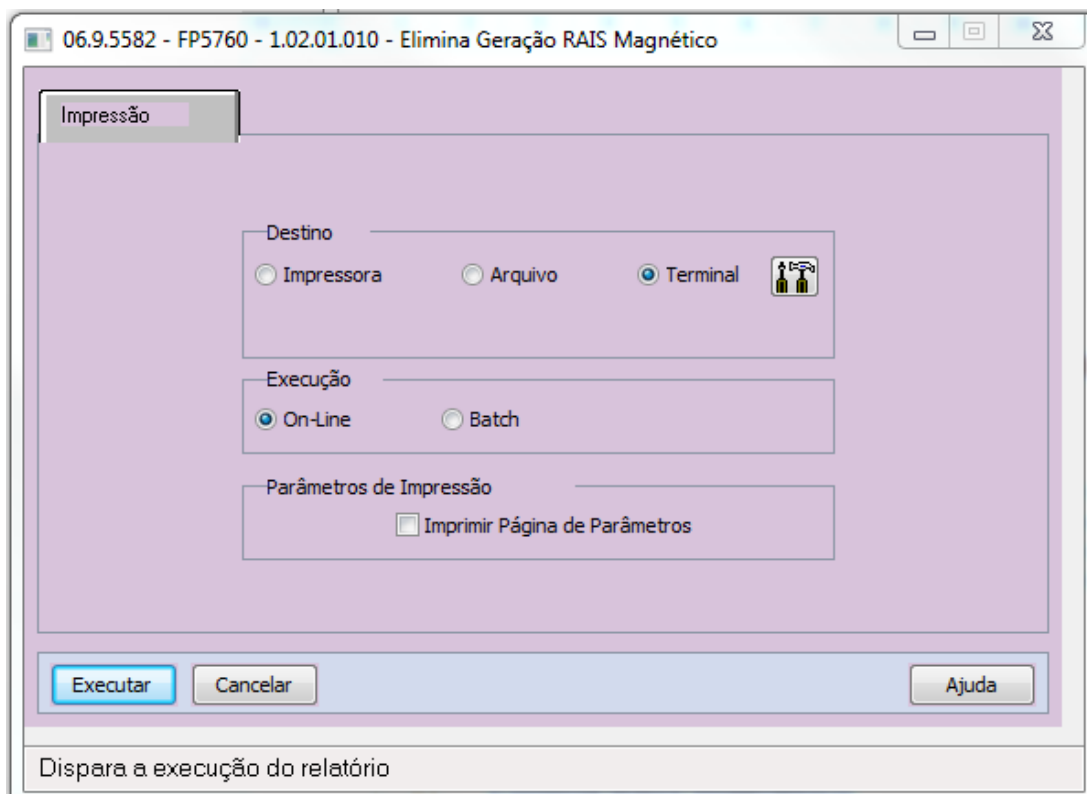 06.9.5582 - FP5760 - 1.02.01.010 - Elimina Geração RAIS Magnético
Impressão
Destino
Impressora Arquivo Terminal
Execução
On-Line Batch
Parâmetros de Impressão
Imprimir Página de Parâmetros
Executar Cancelar Ajuda
Dispara a execução do relatório